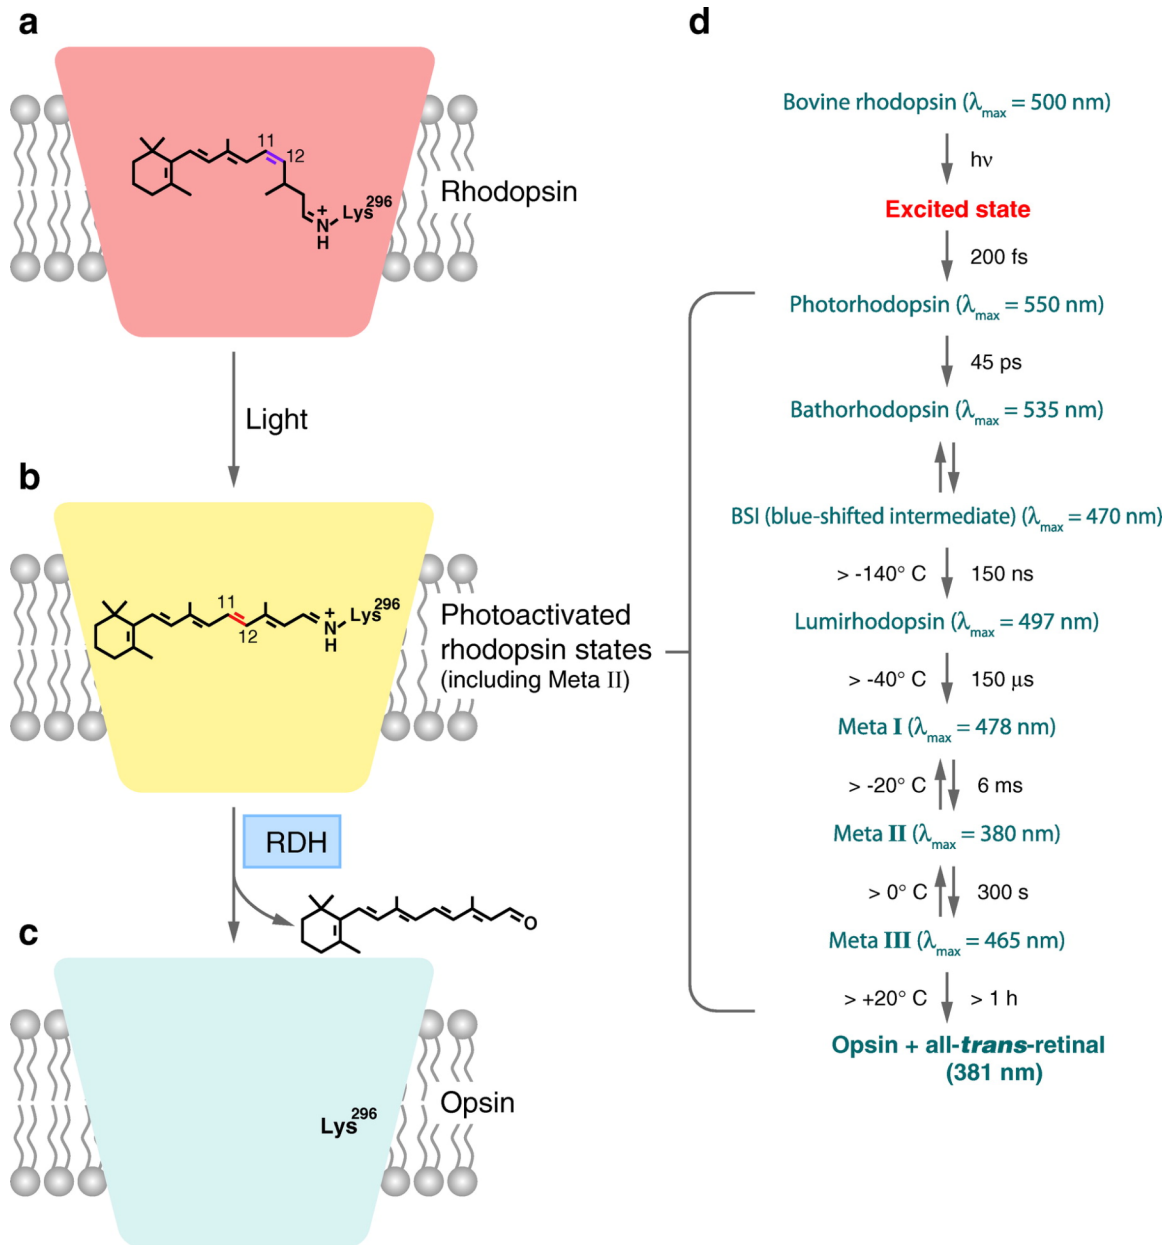 a
11
12
+
N
H
Lys296
Rhodopsin
Light
b
11
12
+
N
H
Lys296
Photoactivated
rhodopsin states
(including Meta II)
RDH
O
c
Lys296
Opsin
d
Bovine rhodopsin (λmax = 500 nm)
hν
Excited state
200 fs
Photorhodopsin (λmax = 550 nm)
45 ps
Bathorhodopsin (λmax = 535 nm)
BSI (blue-shifted intermediate) (λmax = 470 nm)
> -140° C 150 ns
Lumirhodopsin (λmax = 497 nm)
> -40° C 150 μs
Meta I (λmax = 478 nm)
> -20° C 6 ms
Meta II (λmax = 380 nm)
> 0° C 300 s
Meta III (λmax = 465 nm)
> +20° C > 1 h
Opsin + all-trans-retinal
(381 nm)